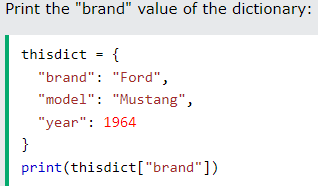 Print the "brand" value of the dictionary:
thisdict = {
  "brand": "Ford",
  "model": "Mustang",
  "year": 1964
}
print(thisdict["brand"])